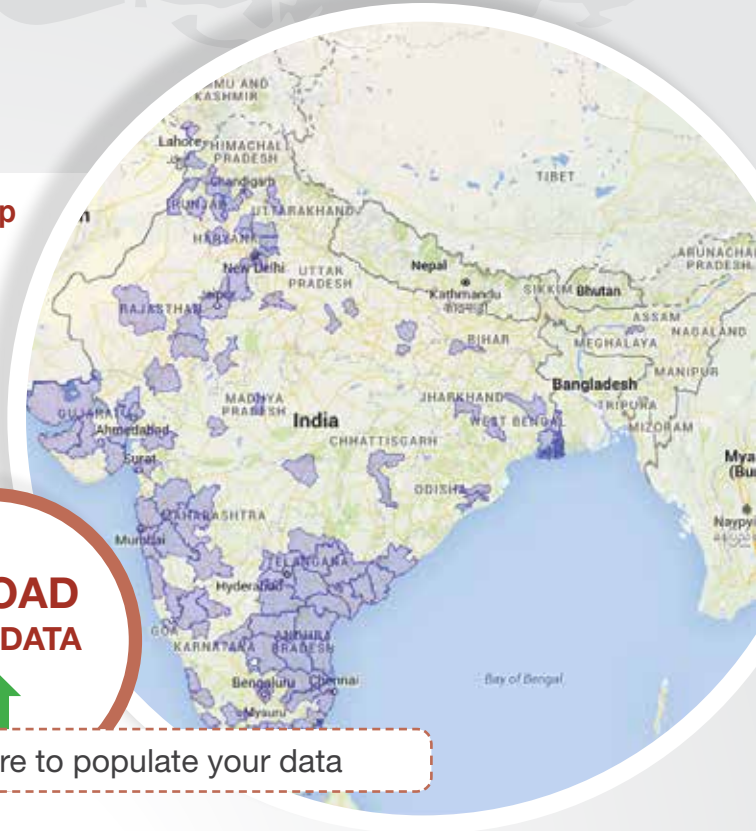 MU AND
KASHMIR
Lahore
HIMACHAL
PRADESH
Chandigarh
TIBET
p
n
PUNJAB
UTTARAKHAND
HARYANA
New Delhi
UTTAR
PRADESH
Nepal
Kathmandu
SIKKIM
Bhutan
ARUNACHAL
PRADESH
Jaipur
RAJASTHAN
ASSAM
NAGALAND
BIHAR
MEGHALAYA
MANIPUR
Bangladesh
TRIPURA
MIZORAM
GUJARAT
Ahmedabad
MADHYA
PRADESH
India
JHARKHAND
WEST BENGAL
CHHATTISGARH
Surat
ODISHA
Mya
(Bur
Naypy
MAHARASHTRA
Mumbai
TELANGANA
Hyderabad
OAD
DATA
GOA
KARNATAKA
ANDHRA
PRADESH
Bengaluru
Chennai
Bay of Bengal
Mysuru
re to populate your data